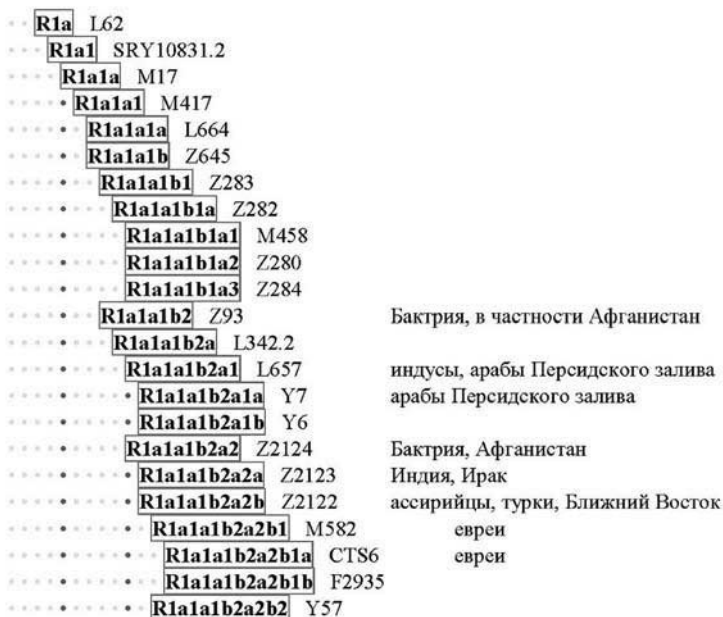 R1a L62
R1a1 SRY10831.2
R1a1a M17
R1a1a1 M417
R1a1a1a L664
R1a1a1b Z645
R1a1a1b1 Z283
R1a1a1b1a Z282
R1a1a1b1a1 M458
R1a1a1b1a2 Z280
R1a1a1b1a3 Z284
R1a1a1b2 Z93 Бактрия, в частности Афганистан
R1a1a1b2a L342.2
R1a1a1b2a1 L657 индусы, арабы Персидского залива
R1a1a1b2a1a Y7 арабы Персидского залива
R1a1a1b2a1b Y6
R1a1a1b2a2 Z2124 Бактрия, Афганистан
R1a1a1b2a2a Z2123 Индия, Ирак
R1a1a1b2a2b Z2122 ассирийцы, турки, Ближний Восток
R1a1a1b2a2b1 M582 евреи
R1a1a1b2a2b1a CTS6 евреи
R1a1a1b2a2b1b F2935
R1a1a1b2a2b2 Y57